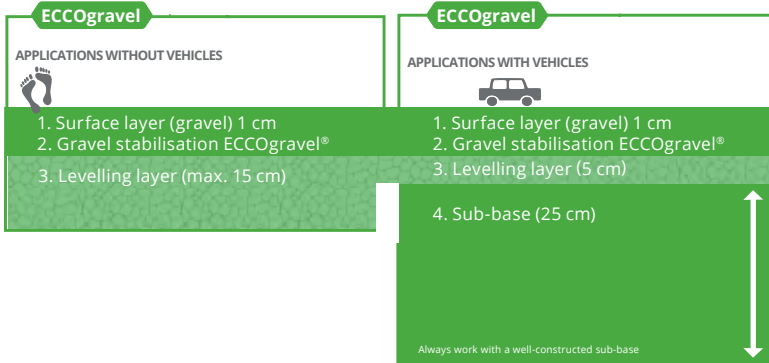 ECCOgravel
APPLICATIONS WITHOUT VEHICLES
1. Surface layer (gravel) 1 cm
2. Gravel stabilisation ECCOgravel®
3. Levelling layer (max. 15 cm)
ECCOgravel
APPLICATIONS WITH VEHICLES
1. Surface layer (gravel) 1 cm
2. Gravel stabilisation ECCOgravel®
3. Levelling layer (5 cm)
4. Sub-base (25 cm)
Always work with a well-constructed sub-base